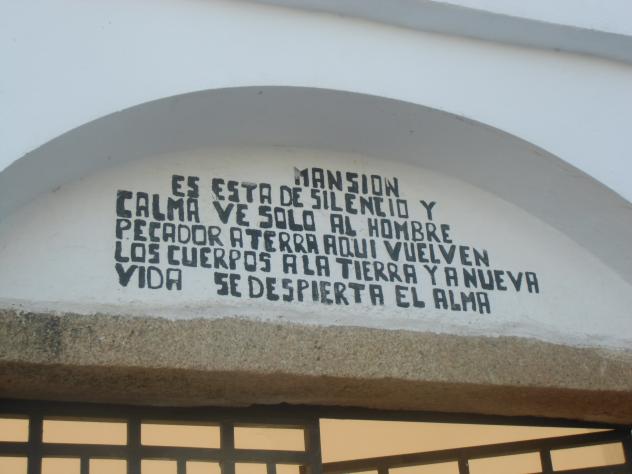 MANSION
ES ESTA DE SILENCIO Y
CALMA VE SOLO AL HOMBRE
PECADOR ATERRA AQUI VUELVEN
LOS CUERPOS A LA TIERRA Y A NUEVA
VIDA SE DESPIERTA EL ALMA